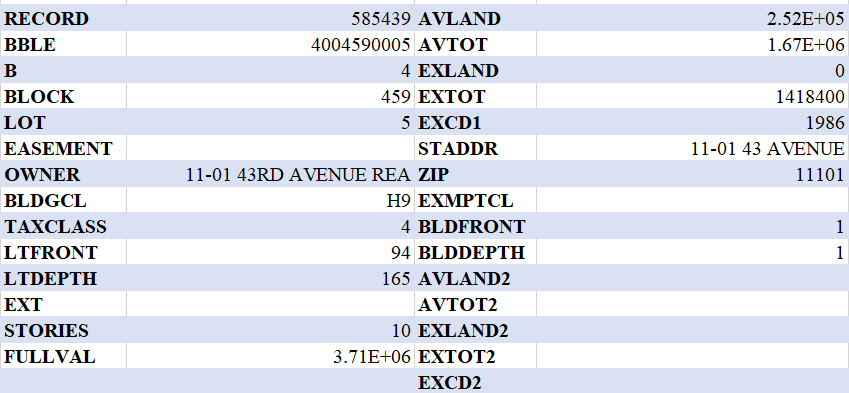 RECORD 585439 AVLAND 2.52E+05
BBLE 4004590005 AVTOT 1.67E+06
B 4 EXLAND 0
BLOCK 459 EXTOT 1418400
LOT 5 EXCD1 1986
EASEMENT STADDR 11-01 43 AVENUE
OWNER 11-01 43RD AVENUE REA ZIP 11101
BLDGCL H9 EXMPTCL
TAXCLASS 4 BLDFRONT 1
LTFRONT 94 BLDDEPTH 1
LTDEPTH 165 AVLAND2
EXT AVTOT2
STORIES 10 EXLAND2
FULLVAL 3.71E+06 EXTOT2
EXCD2